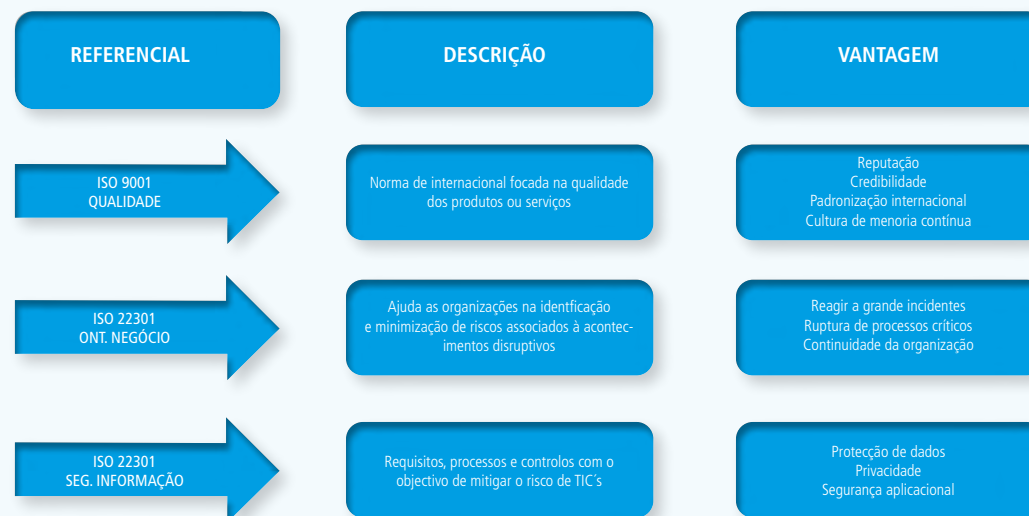 REFERENCIAL
DESCRIÇÃO
VANTAGEM
ISO 9001
QUALIDADE
Norma de internacional focada na qualidade
dos produtos ou serviços
Reputação
Credibilidade
Padronização internacional
Cultura de menoria contínua
ISO 22301
ONT. NEGÓCIO
Ajuda as organizações na identficação
e minimização de riscos associados à acontec-
imentos disruptivos
Reagir a grande incidentes
Ruptura de processos críticos
Continuidade da organização
ISO 22301
SEG. INFORMAÇÃO
Requisitos, processos e controlos com o
objectivo de mitigar o risco de TIC´s
Protecção de dados
Privacidade
Segurança aplicacional